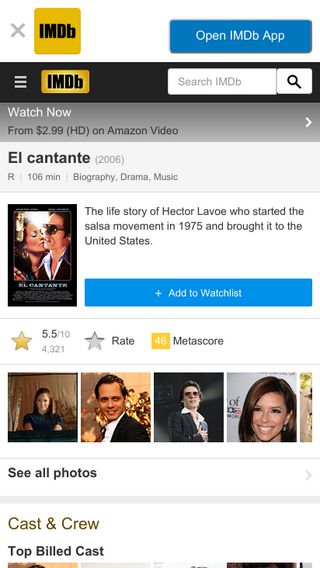 IMDb
Open IMDb App
IMDb
Search IMDb
Watch Now
From $2.99 (HD) on Amazon Video
El cantante (2006)
R | 106 min | Biography, Drama, Music
EL CANTANTE
The life story of Hector Lavoe who started the
salsa movement in 1975 and brought it to the
United States.
+ Add to Watchlist
5.5/10
4,321
Rate
46 Metascore
See all photos
Cast & Crew
Top Billed Cast